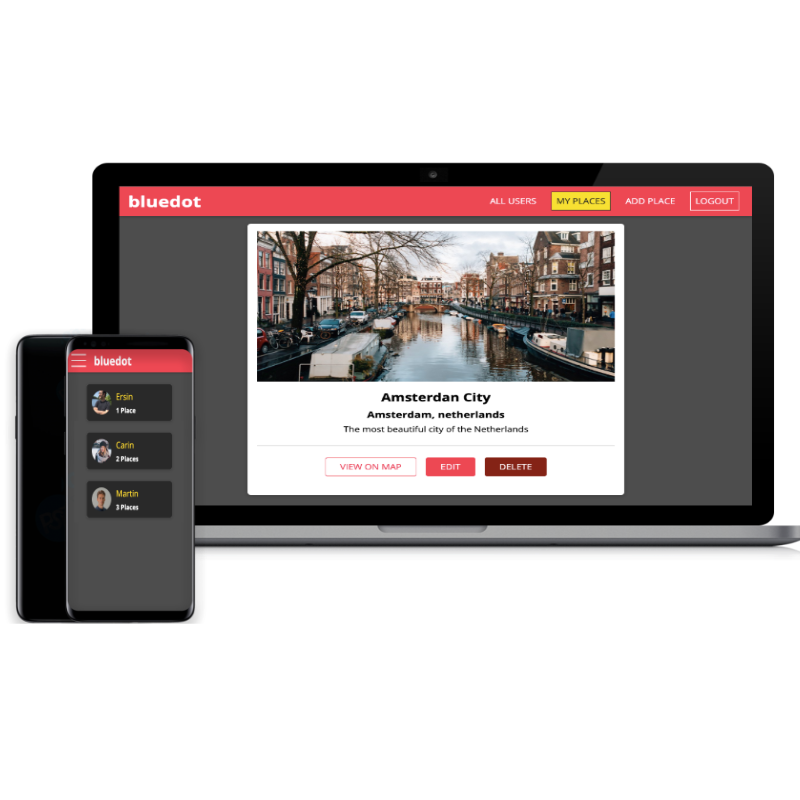 bluedot
ALL USERS MY PLACES ADD PLACE LOGOUT
Amsterdan City
Amsterdam, netherlands
The most beautiful city of the Netherlands
VIEW ON MAP EDIT DELETE
bluedot
Ersin
1 Place
Carin
2 Places
Martin
3 Places